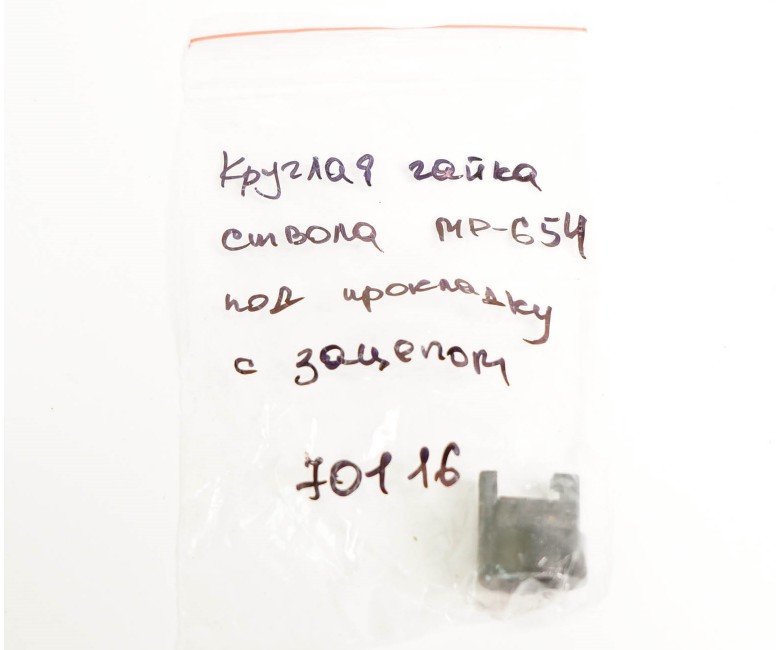 Круглая гайка
ствола МР-654
под прокладку
с зацепом
70116